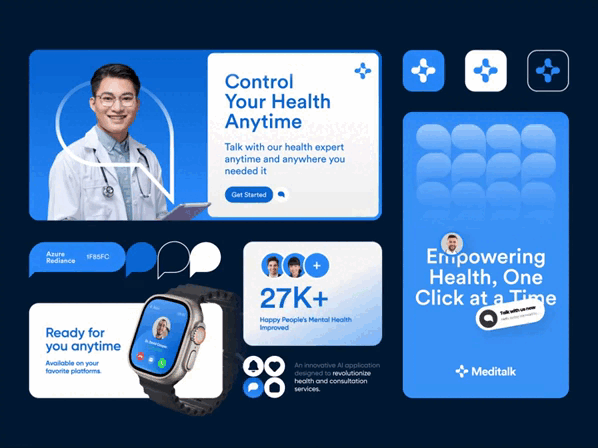 Control
Your Health
Anytime
Talk with our health expert
anytime and anywhere you
needed it
Get Started
Azure
Rediance
1F85FC
27K+
Happy People's Mental Health
Improved
Ready for
you anytime
Available on your
favorite platforms.
An innovative AI application
designed to revolutionize
health and consultation
services.
Empowering
Health, One
Click at a Time
Talk with us now
Meditalk